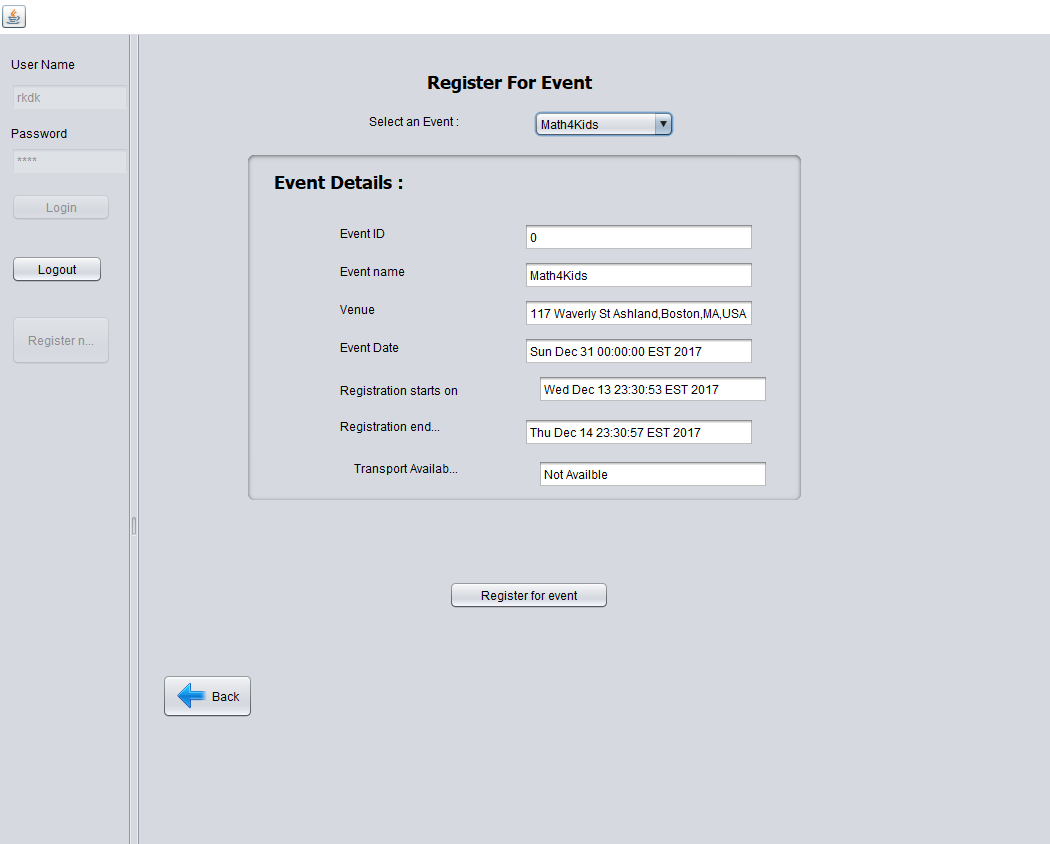 User Name
rkdk
Password
****
Login
Logout
Register n...
Register For Event
Select an Event :
Math4Kids
Event Details :
Event ID
0
Event name
Math4Kids
Venue
117 Waverly St Ashland,Boston,MA,USA
Event Date
Sun Dec 31 00:00:00 EST 2017
Registration starts on
Wed Dec 13 23:30:53 EST 2017
Registration end...
Thu Dec 14 23:30:57 EST 2017
Transport Availab...
Not Availble
Register for event
Back